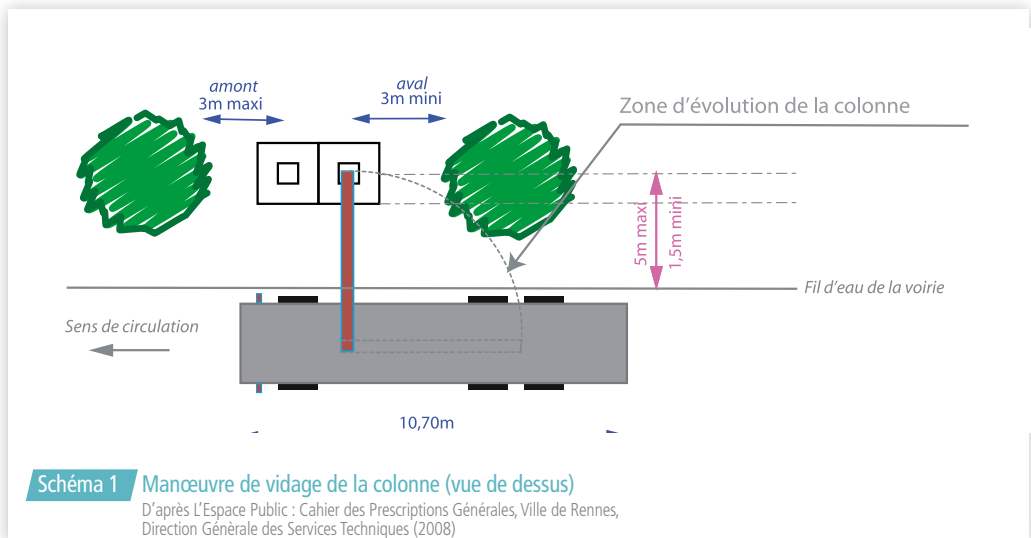 amont
3m maxi
aval
3m mini
Zone d'évolution de la colonne
5m maxi
1,5m mini
Fil d'eau de la voirie
Sens de circulation
10,70m
Schéma 1 Manœuvre de vidage de la colonne (vue de dessus)
D'après L'Espace Public : Cahier des Prescriptions Générales, Ville de Rennes,
Direction Génèrale des Services Techniques (2008)